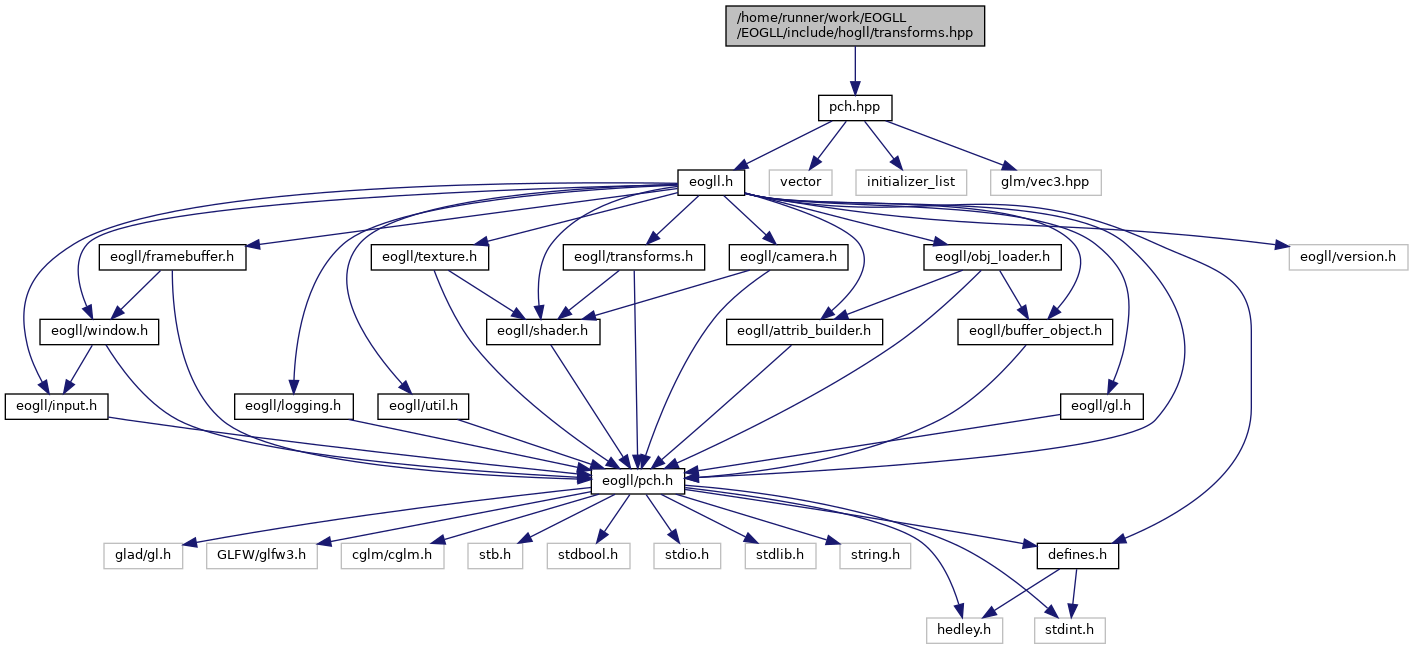 /home/runner/work/EOGLL
/EOGLL/include/hogll/transforms.hpp
pch.hpp
eogll.h
vector
initializer_list
glm/vec3.hpp
eogll/framebuffer.h
eogll/texture.h
eogll/transforms.h
eogll/camera.h
eogll/obj_loader.h
eogll/version.h
eogll/window.h
eogll/shader.h
eogll/attrib_builder.h
eogll/buffer_object.h
eogll/input.h
eogll/logging.h
eogll/util.h
eogll/gl.h
eogll/pch.h
glad/gl.h
GLFW/glfw3.h
cglm/cglm.h
stb.h
stdbool.h
stdio.h
stdlib.h
string.h
defines.h
hedley.h
stdint.h